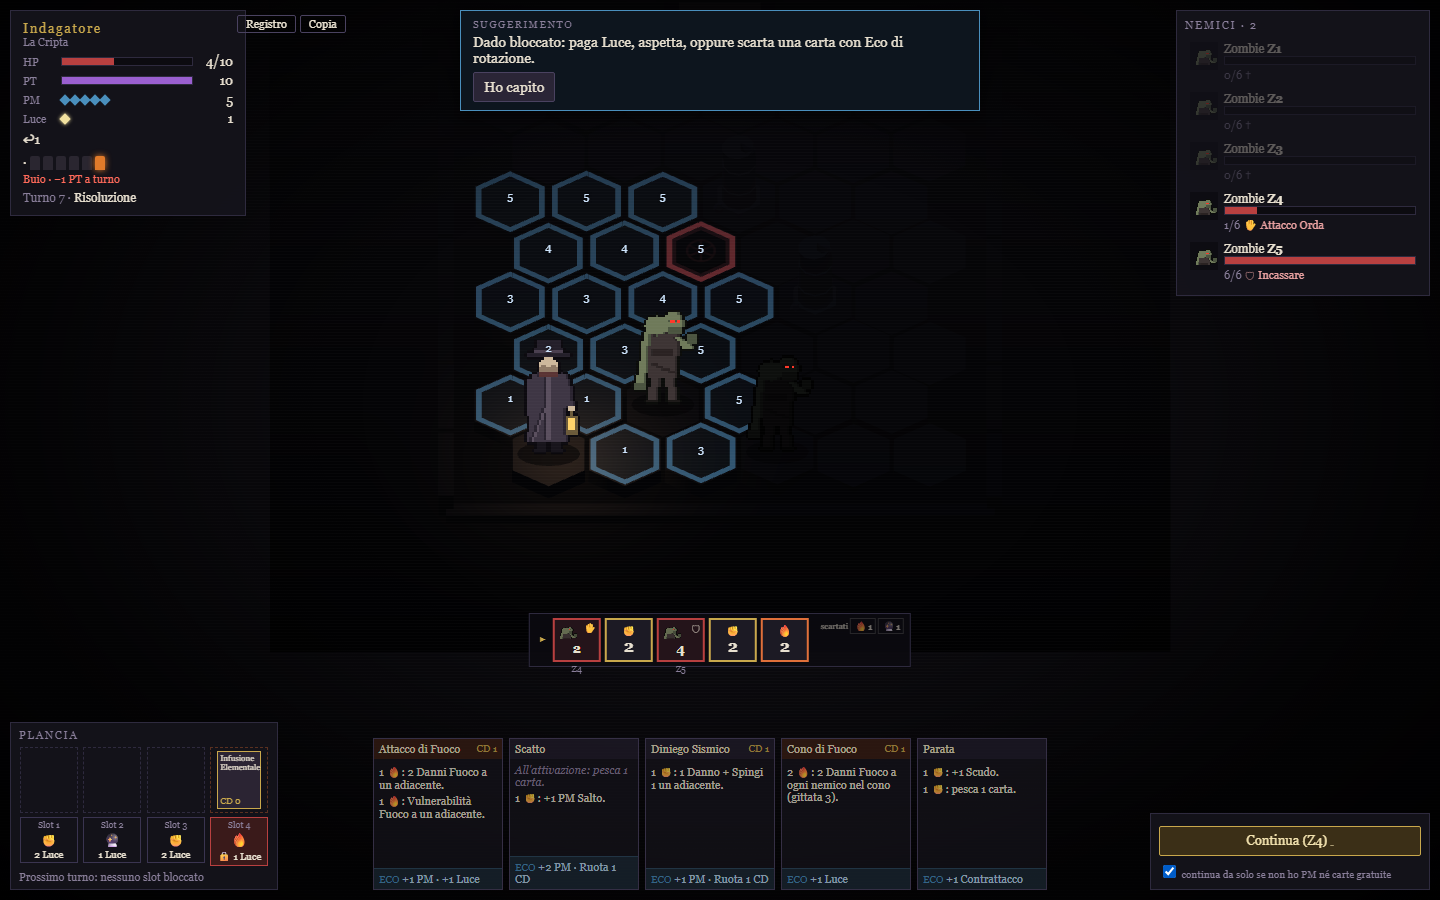 Indagatore
La Cripta
HP 4/10
PT 10
PM 5
Luce 1
↩1
Buio · −1 PT a turno
Turno 7 · Risoluzione
Registro
Copia
SUGGERIMENTO
Dado bloccato: paga Luce, aspetta, oppure scarta una carta con Eco di
rotazione.
Ho capito
NEMICI · 2
Zombie Z1
0/6 †
Zombie Z2
0/6 †
Zombie Z3
0/6 †
Zombie Z4
1/6 ✋ Attacco Orda
Zombie Z5
6/6 🛡 Incassare
5 5 5
4 4 5
3 3 4 5
2 3 5
1 1 5
1 3
2 2 4 2 2
Z4 Z5
scartati 🔥 1 🔮 1
PLANCIA
Infusione
Elementale
CD 0
Slot 1
2 Luce
Slot 2
1 Luce
Slot 3
2 Luce
Slot 4
🔒 1 Luce
Prossimo turno: nessuno slot bloccato
Attacco di Fuoco CD 1
1 🔥 : 2 Danni Fuoco a
un adiacente.
1 🔥 : Vulnerabilità
Fuoco a un adiacente.
ECO +1 PM · +1 Luce
Scatto
All'attivazione: pesca 1
carta.
1 ✊ : +1 PM Salto.
ECO +2 PM · Ruota 1
CD
Diniego Sismico CD 1
1 ✊ : 1 Danno + Spingi
1 un adiacente.
ECO +1 PM · Ruota 1 CD
Cono di Fuoco CD 1
2 🔥 : 2 Danni Fuoco a
ogni nemico nel cono
(gittata 3).
ECO +1 Luce
Parata
1 ✊ : +1 Scudo.
1 ✊ : pesca 1 carta.
ECO +1 Contrattacco
Continua (Z4)
continua da solo se non ho PM né carte gratuite